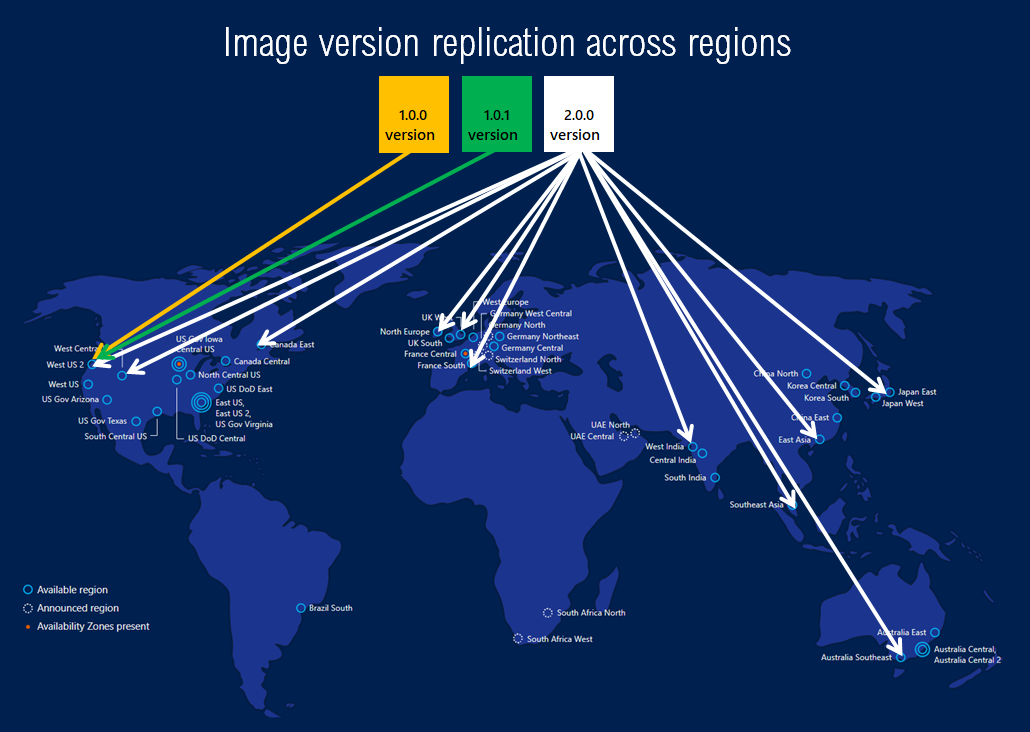 Image version replication across regions
1.0.0
version
1.0.1
version
2.0.0
version
West Central
West US 2
West US
US Gov Arizona
US Gov Texas
South Central US
US Gov Iowa
Central US
North Central US
Canada East
Canada Central
US DoD East
East US,
East US 2,
US Gov Virginia
US DoD Central
West Europe
UK
Germany West Central
Germany North
North Europe
UK South
Germany Northeast
Germany Central
France Central
Switzerland North
France South
Switzerland West
UAE North
UAE Central
West India
Central India
South India
China North
Korea Central
Korea South
Japan East
Japan West
China East
East Asia
Southeast Asia
Available region
Announced region
Availability Zones present
Brazil South
South Africa North
South Africa West
Australia East
Australia Central,
Australia Central 2
Australia Southeast